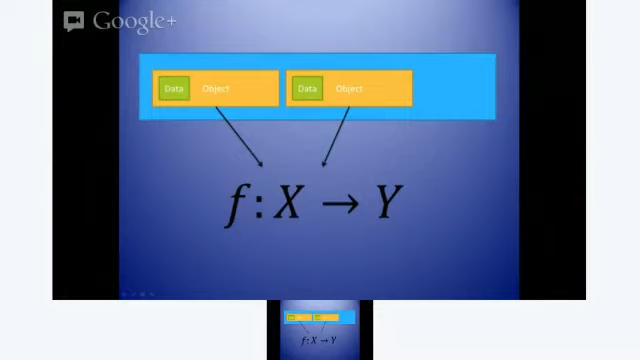 Google+
Data Object Data Object
f : X → Y
f : X → Y